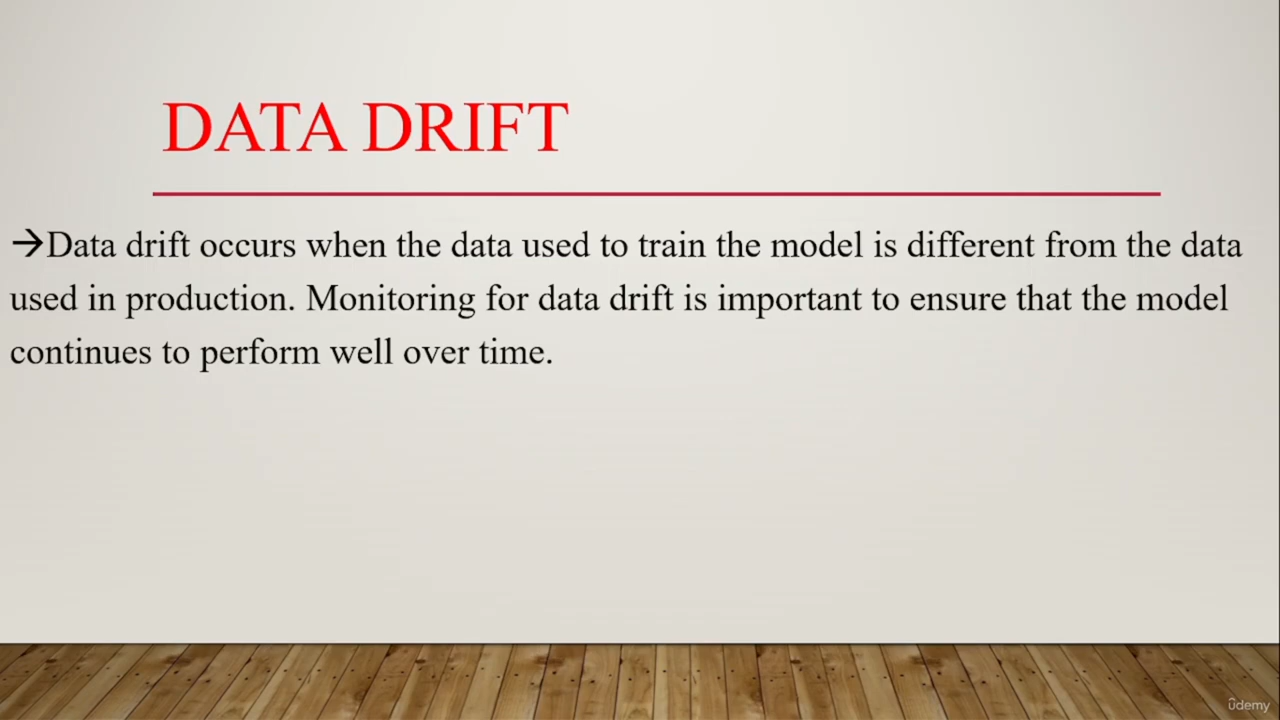 DATA DRIFT
→Data drift occurs when the data used to train the model is different from the data
used in production. Monitoring for data drift is important to ensure that the model
continues to perform well over time.
ûdemy